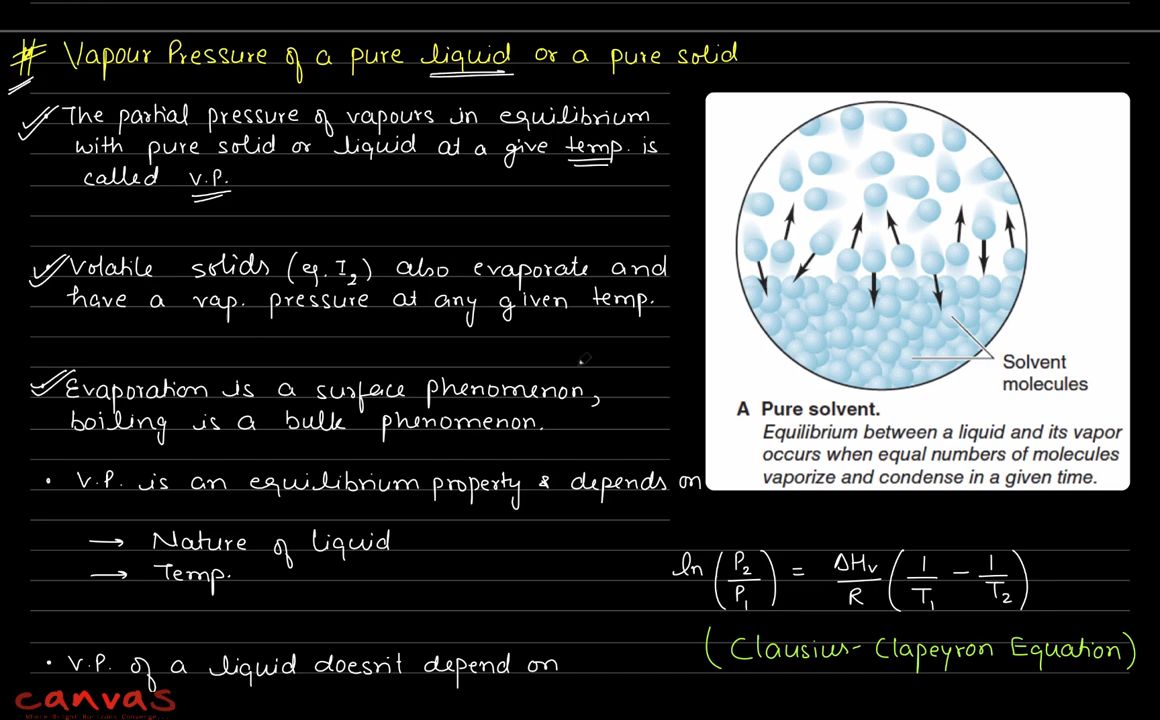 # Vapour Pressure of a pure liquid or a pure solid
The partial pressure of vapours in equilibrium
with pure solid or liquid at a give temp. is
called v.p.
Volatile solids (eg. I₂) also evaporate and
have a vap. pressure at any given temp.
Evaporation is a surface phenomenon,
boiling is a bulk phenomenon.
• V.P. is an equilibrium property & depends on
→ Nature of liquid
→ Temp.
• V.P. of a liquid doesn't depend on
Solvent
molecules
A Pure solvent.
Equilibrium between a liquid and its vapor
occurs when equal numbers of molecules
vaporize and condense in a given time.
ln (P₂/P₁) = ΔHᵥ/R (1/T₁ − 1/T₂)
(Clausius-Clapeyron Equation)
canvas
Where Bright Horizons Converge...